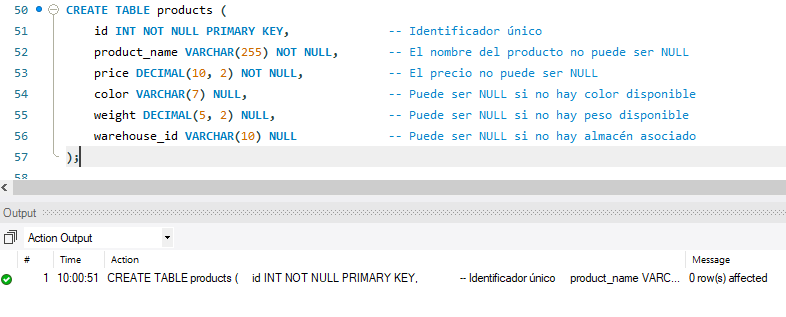 50 CREATE TABLE products (
51 id INT NOT NULL PRIMARY KEY, -- Identificador único
52 product_name VARCHAR(255) NOT NULL, -- El nombre del producto no puede ser NULL
53 price DECIMAL(10, 2) NOT NULL, -- El precio no puede ser NULL
54 color VARCHAR(7) NULL, -- Puede ser NULL si no hay color disponible
55 weight DECIMAL(5, 2) NULL, -- Puede ser NULL si no hay peso disponible
56 warehouse_id VARCHAR(10) NULL -- Puede ser NULL si no hay almacén asociado
57 );
58
Output
Action Output
# Time Action Message
1 10:00:51 CREATE TABLE products ( id INT NOT NULL PRIMARY KEY, -- Identificador único product_name VARC... 0 row(s) affected